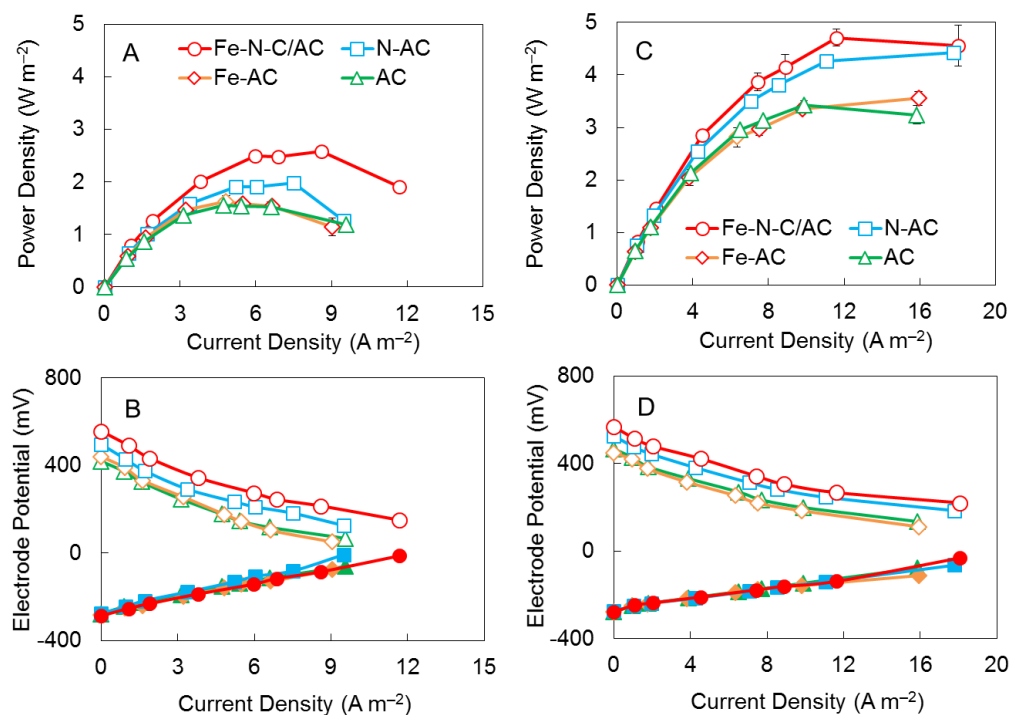 A
Fe-N-C/AC
N-AC
Fe-AC
AC
Power Density (W m⁻²)
5
4
3
2
1
0
0 3 6 9 12 15
Current Density (A m⁻²)
C
Fe-N-C/AC
N-AC
Fe-AC
AC
Power Density (W m⁻²)
5
4
3
2
1
0
0 4 8 12 16 20
Current Density (A m⁻²)
B
Electrode Potential (mV)
800
400
0
-400
0 3 6 9 12 15
Current Density (A m⁻²)
D
Electrode Potential (mV)
800
400
0
-400
0 4 8 12 16 20
Current Density (A m⁻²)